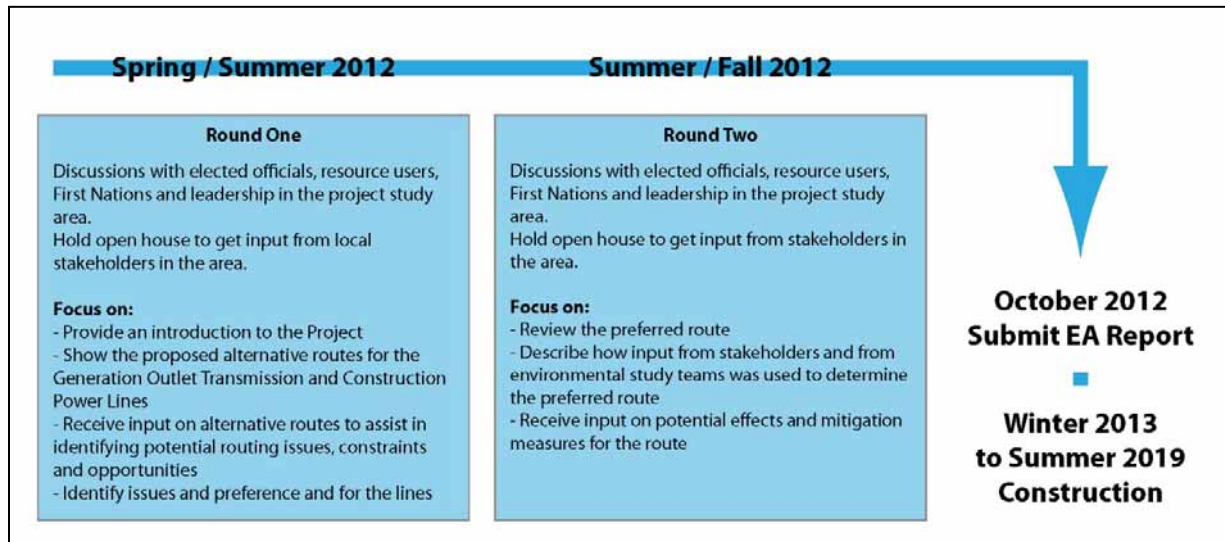 Spring / Summer 2012
Summer / Fall 2012
Round One
Discussions with elected officials, resource users,
First Nations and leadership in the project study
area.
Hold open house to get input from local
stakeholders in the area.
Focus on:
- Provide an introduction to the Project
- Show the proposed alternative routes for the
Generation Outlet Transmission and Construction
Power Lines
- Receive input on alternative routes to assist in
identifying potential routing issues, constraints
and opportunities
- Identify issues and preference and for the lines
Round Two
Discussions with elected officials, resource users,
First Nations and leadership in the project study
area.
Hold open house to get input from stakeholders in
the area.
Focus on:
- Review the preferred route
- Describe how input from stakeholders and from
environmental study teams was used to determine
the preferred route
- Receive input on potential effects and mitigation
measures for the route
October 2012
Submit EA Report
Winter 2013
to Summer 2019
Construction